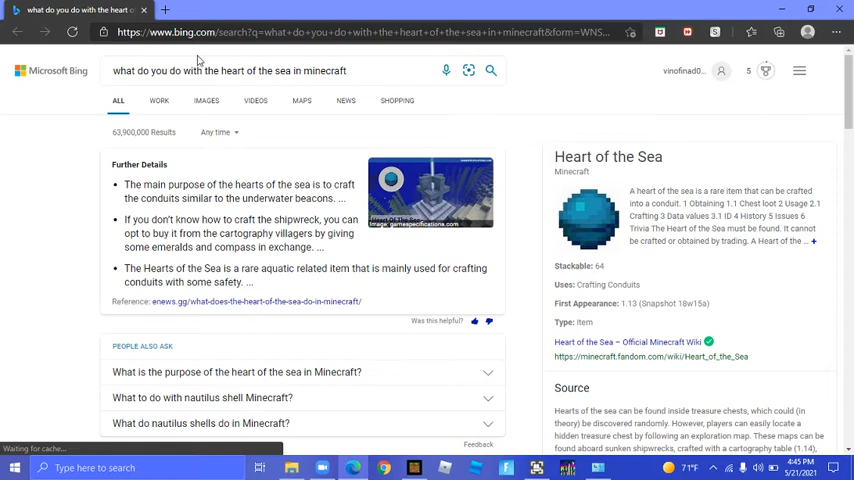 what do you do with the heart of the sea in
https://www.bing.com/search?q=what+do+you+do+with+the+heart+of+the+sea+in+minecraft&form=WNS...
Microsoft Bing
what do you do with the heart of the sea in minecraft
vinofinad0...
5
ALL
WORK
IMAGES
VIDEOS
MAPS
NEWS
SHOPPING
63,900,000 Results
Any time
Further Details
• The main purpose of the hearts of the sea is to craft
the conduits similar to the underwater beacons. ...
• If you don't know how to craft the shipwreck, you can
opt to buy it from the cartography villagers by giving
some emeralds and compass in exchange. ...
• The Hearts of the Sea is a rare aquatic related item that is mainly used for crafting
conduits with some safety. ...
Image: gamespecifications.com
Reference: enews.gg/what-does-the-heart-of-the-sea-do-in-minecraft/
Was this helpful?
PEOPLE ALSO ASK
What is the purpose of the heart of the sea in Minecraft?
What to do with nautilus shell Minecraft?
What do nautilus shells do in Minecraft?
Feedback
Heart of the Sea
Minecraft
A heart of the sea is a rare item that can be crafted
into a conduit. 1 Obtaining 1.1 Chest loot 2 Usage 2.1
Crafting 3 Data values 3.1 ID 4 History 5 Issues 6
Trivia The Heart of the Sea must be found. It cannot
be crafted or obtained by trading. A Heart of the ... +
Stackable: 64
Uses: Crafting Conduits
First Appearance: 1.13 (Snapshot 18w15a)
Type: Item
Heart of the Sea – Official Minecraft Wiki
https://minecraft.fandom.com/wiki/Heart_of_the_Sea
Source
Hearts of the sea can be found inside treasure chests, which could (in
theory) be discovered randomly. However, players can easily locate a
hidden treasure chest by following an exploration map. These maps can be
found aboard sunken shipwrecks, crafted with a cartography table (1.14),
Waiting for cache...
Type here to search
71°F
4:45 PM
5/21/2021